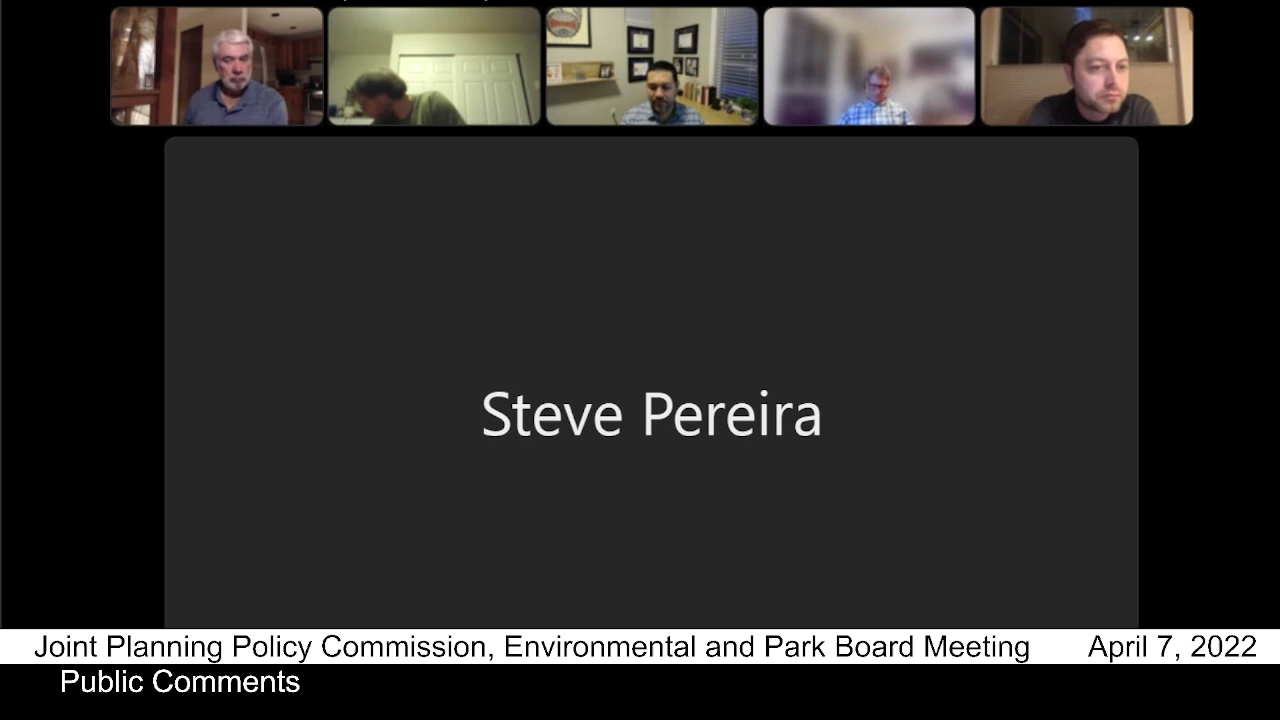 Steve Pereira
Joint Planning Policy Commission, Environmental and Park Board Meeting April 7, 2022
Public Comments